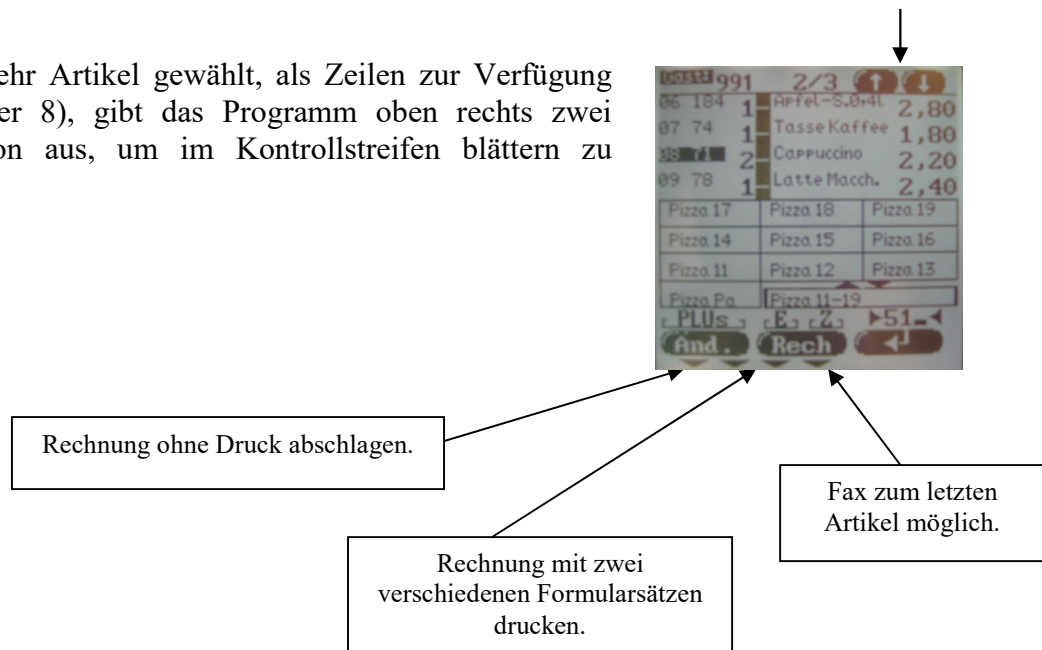 ehr Artikel gewählt, als Zeilen zur Verfügung
er 8), gibt das Programm oben rechts zwei
on aus, um im Kontrollstreifen blättern zu
Gast# 991 2/3 ↑ ↓
06 184 1 Apfel-S.0,4l 2,80
07 74 1 Tasse Kaffee 1,80
08 71 2 Cappuccino 2,20
09 78 1 Latte Macch. 2,40
Pizza 17 Pizza 18 Pizza 19
Pizza 14 Pizza 15 Pizza 16
Pizza 11 Pizza 12 Pizza 13
Pizza Pa Pizza 11-19
PLUs E Z 51_
Änd. Rech
Rechnung ohne Druck abschlagen.
Fax zum letzten
Artikel möglich.
Rechnung mit zwei
verschiedenen Formularsätzen
drucken.